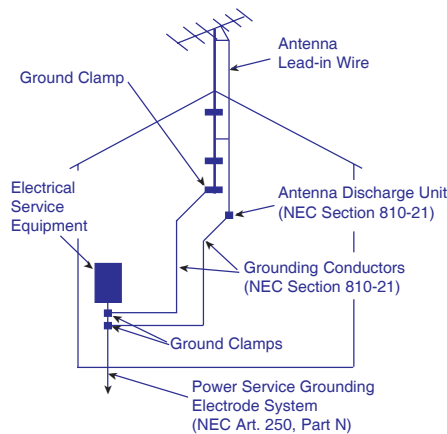 Antenna
Lead-in Wire
Ground Clamp
Electrical
Service
Equipment
Antenna Discharge Unit
(NEC Section 810-21)
Grounding Conductors
(NEC Section 810-21)
Ground Clamps
Power Service Grounding
Electrode System
(NEC Art. 250, Part N)